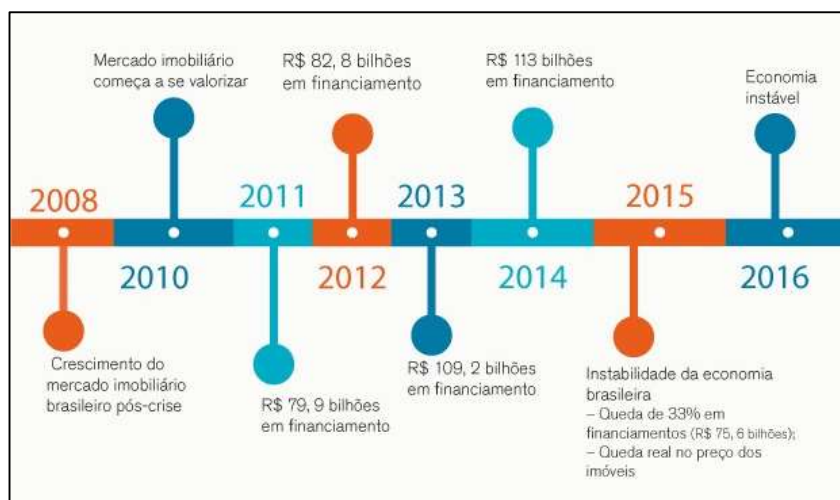 2008
Crescimento do
mercado imobiliário
brasileiro pós-crise
Mercado imobiliário
começa a se valorizar
2010
2011
R$ 79, 9 bilhões
em financiamento
R$ 82, 8 bilhões
em financiamento
2012
2013
R$ 109, 2 bilhões
em financiamento
R$ 113 bilhões
em financiamento
2014
2015
Instabilidade da economia
brasileira
– Queda de 33% em
financiamentos (R$ 75, 6 bilhões);
– Queda real no preço dos
imóveis
Economia
instável
2016